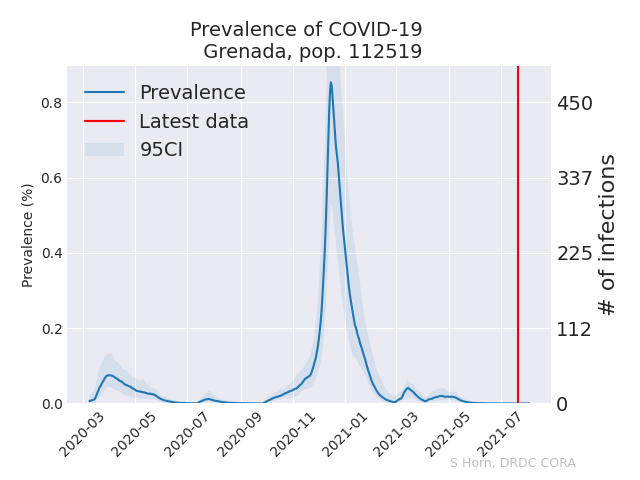 Prevalence of COVID-19
Grenada, pop. 112519
Prevalence
Latest data
95CI
Prevalence (%)
0.8
0.6
0.4
0.2
0.0
450
337
225
112
0
# of infections
2020-03
2020-05
2020-07
2020-09
2020-11
2021-01
2021-03
2021-05
2021-07
S Horn, DRDC CORA